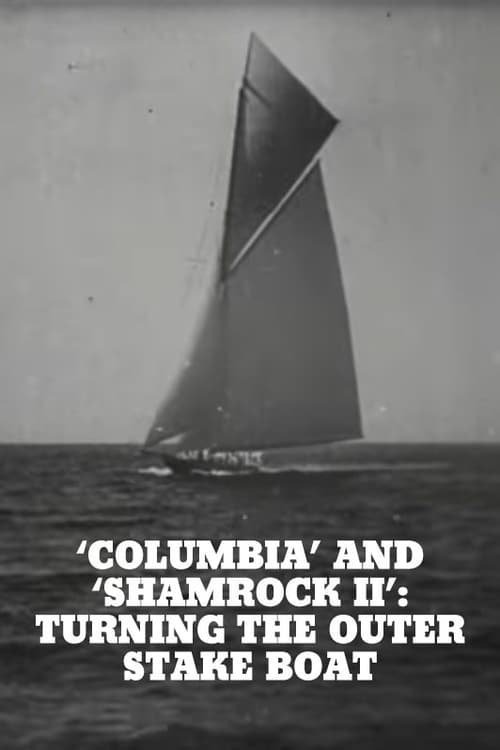 ‘COLUMBIA’ AND
‘SHAMROCK II’:
TURNING THE OUTER
STAKE BOAT